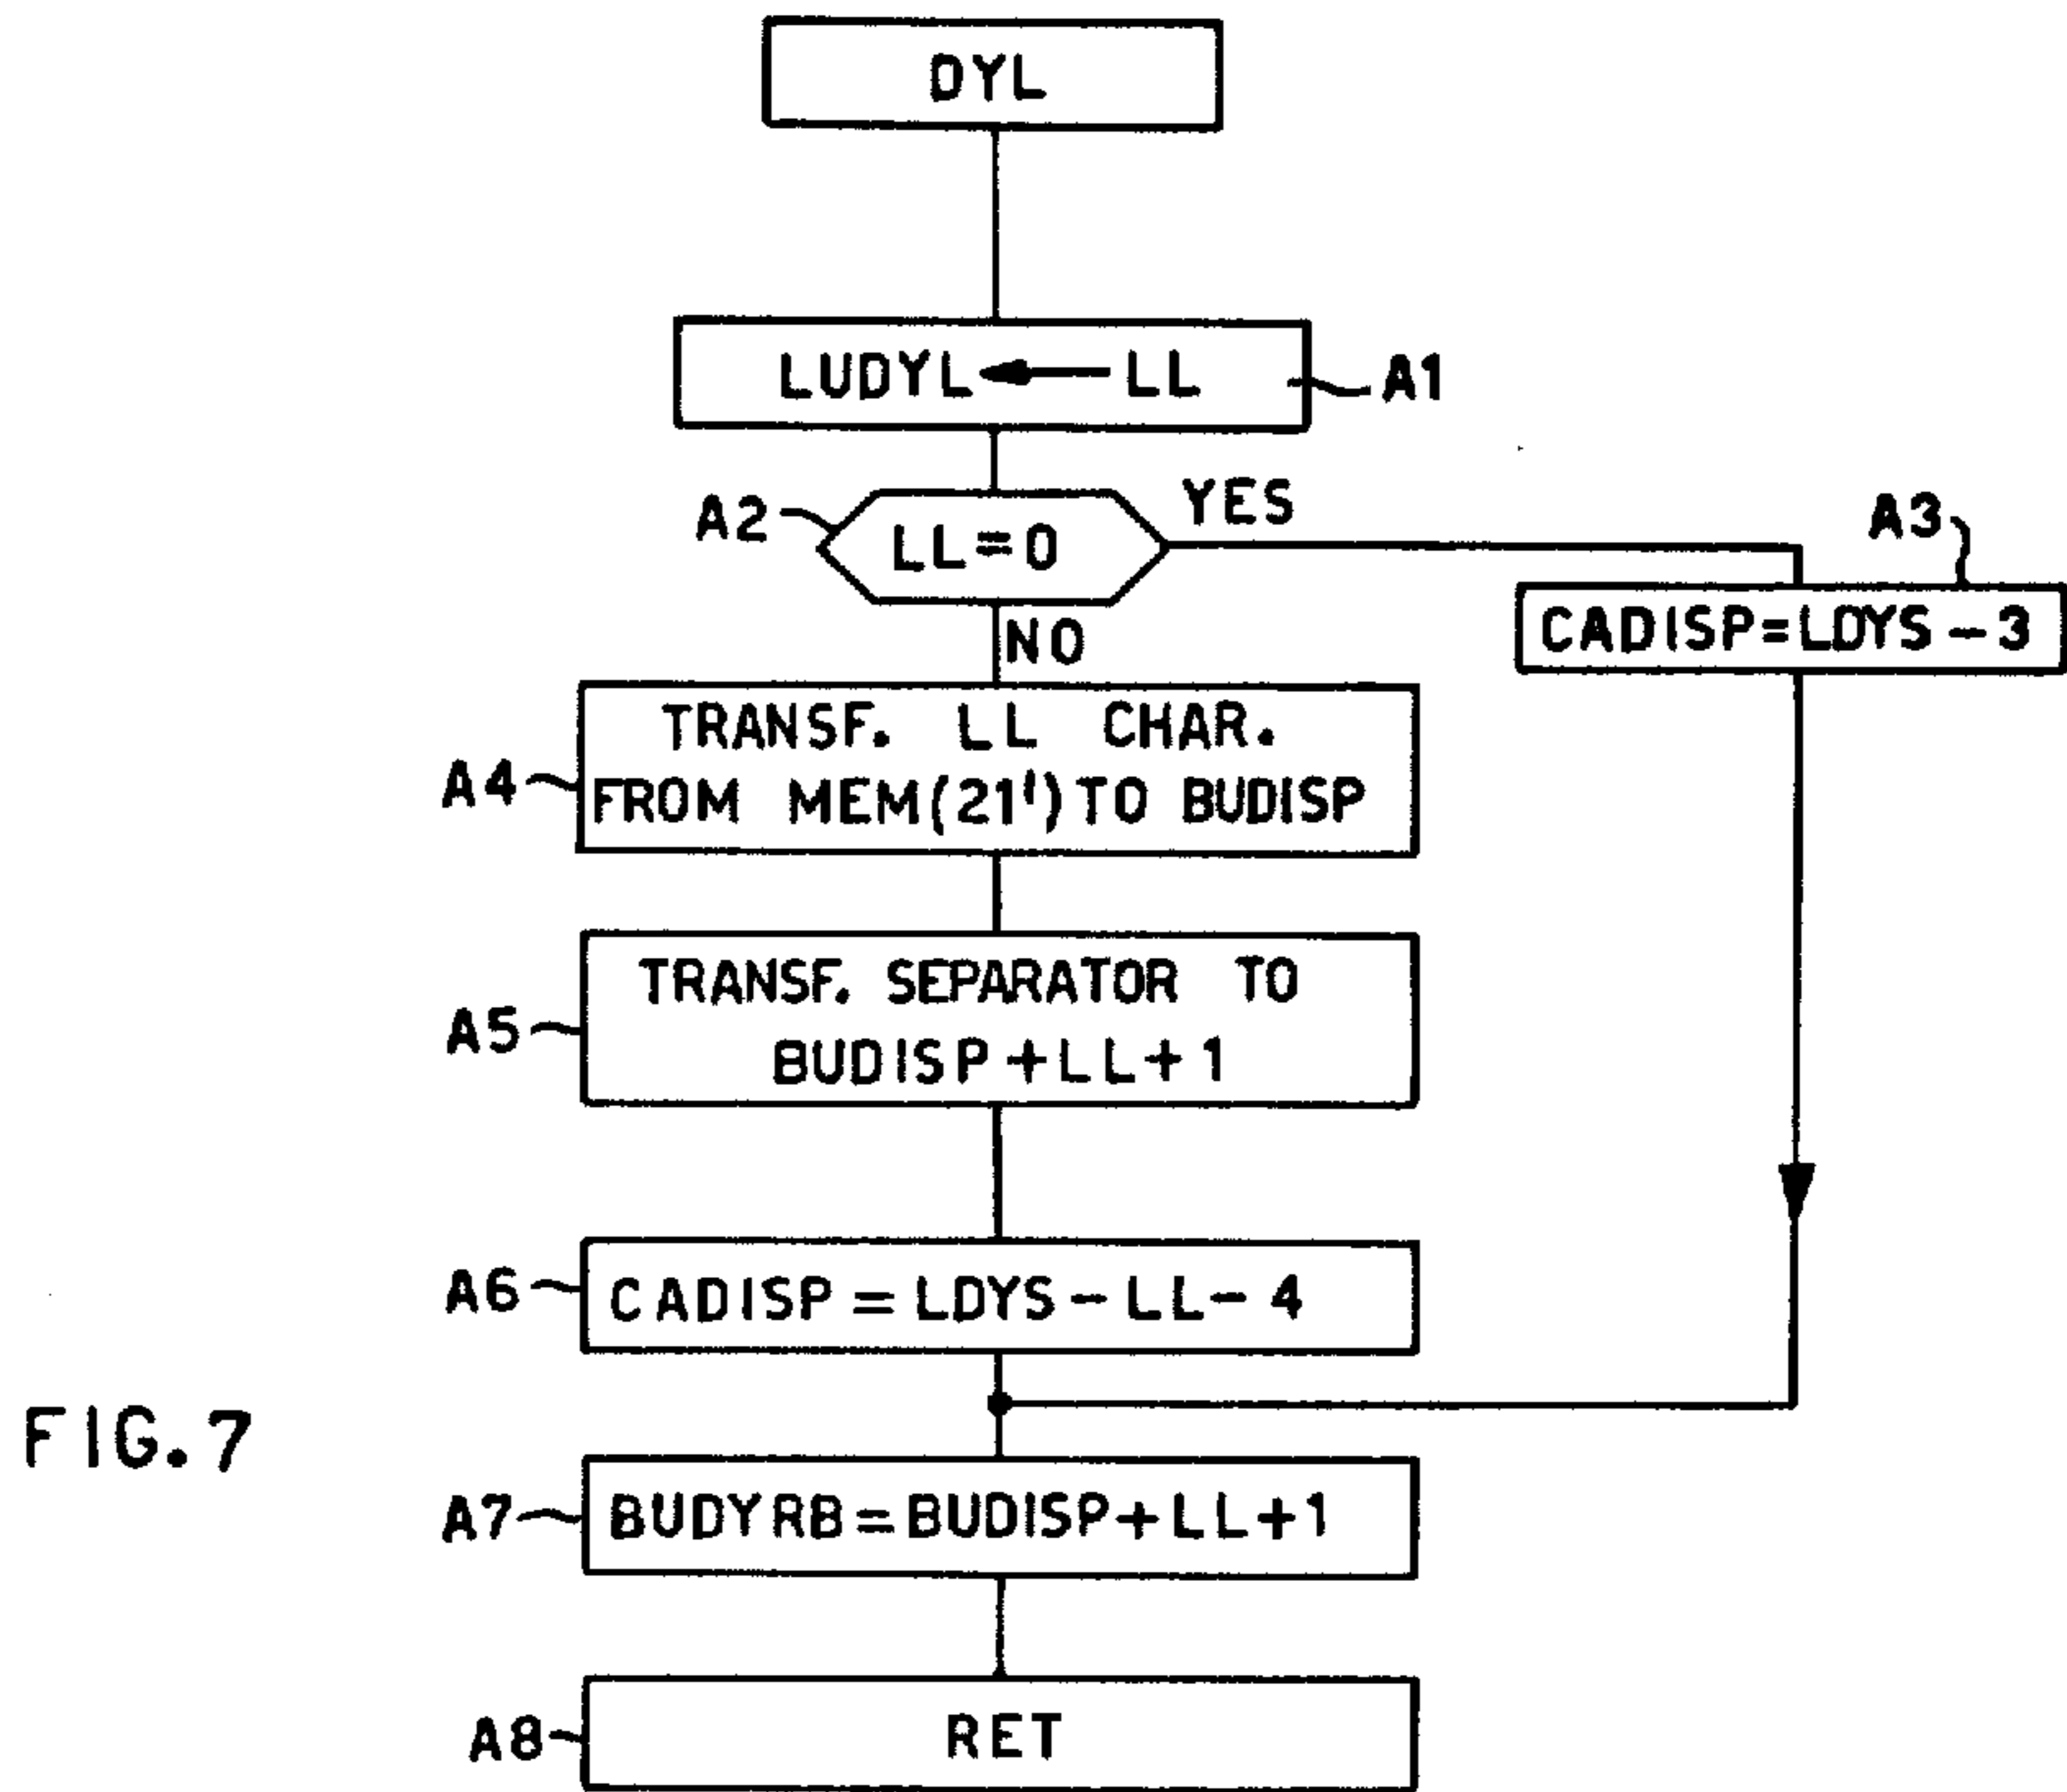 DYL
LUDYL ← LL
A1
A2
LL=0
YES
A3
CADISP=LDYS-3
NO
A4
TRANSF. LL CHAR.
FROM MEM(21')TO BUDISP
A5
TRANSF. SEPARATOR TO
BUDISP+LL+1
A6
CADISP=LDYS-LL-4
FIG.7
A7
BUDYRB=BUDISP+LL+1
A8
RET